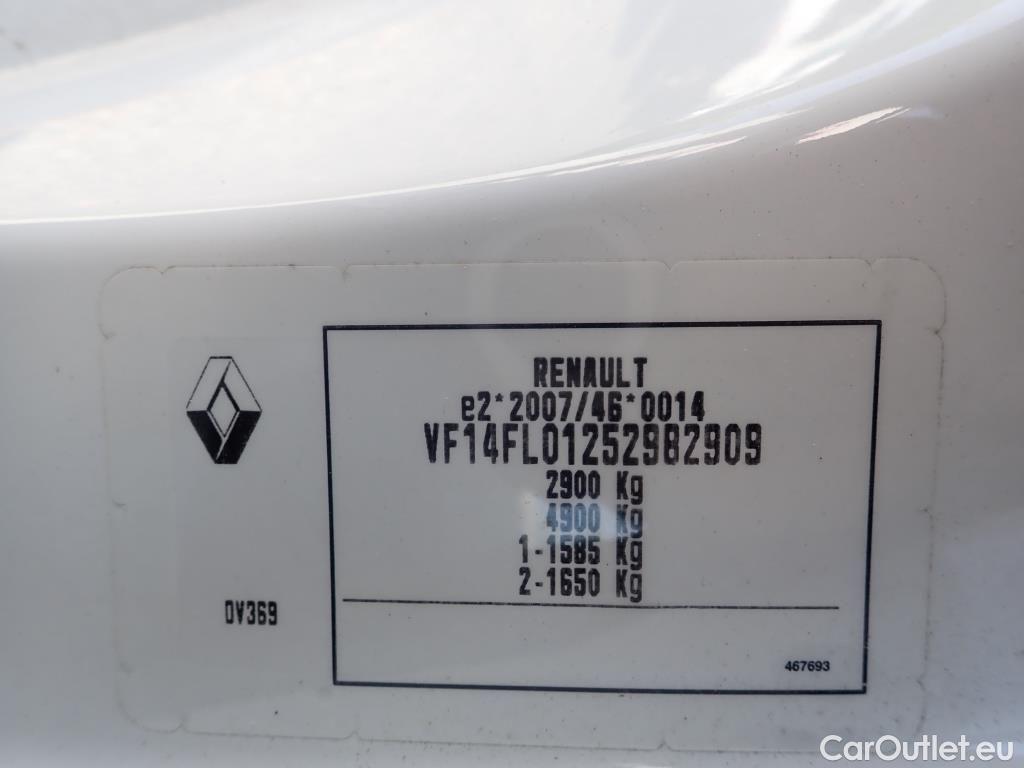 RENAULT
e2*2007/46*0014
VF14FL01252982909
2900 Kg
4900 Kg
1-1585 Kg
2-1650 Kg
DV369
467693
CarOutlet.eu